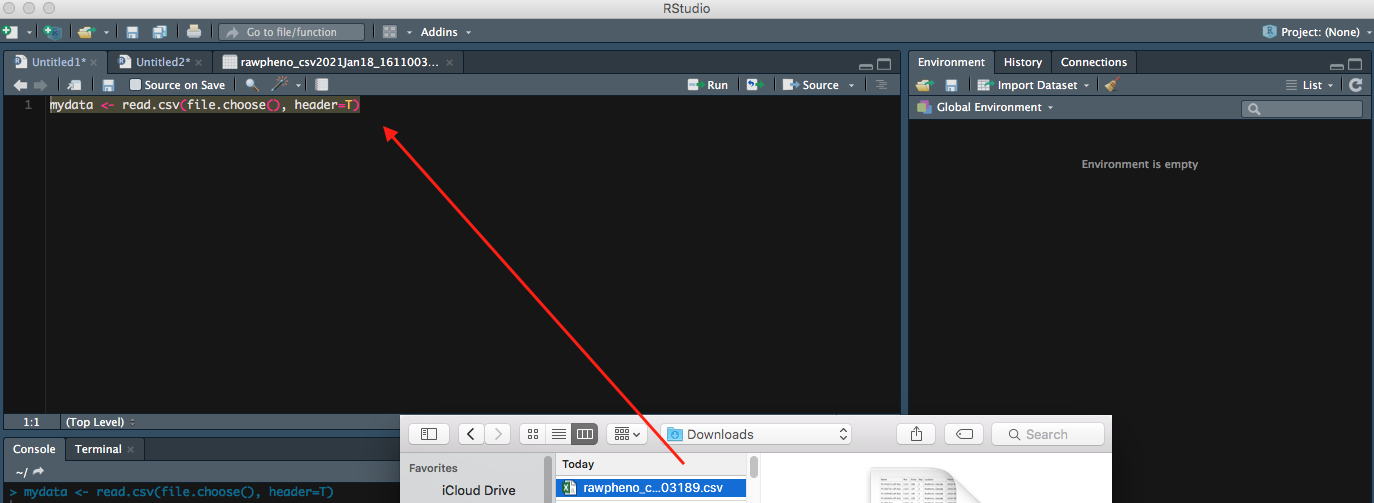 RStudio
Go to file/function
Addins
Project: (None)
Untitled1*
Untitled2*
rawpheno_csv2021Jan18_1611003...
Source on Save
Run
Source
1 mydata <- read.csv(file.choose(), header=T)
1:1 (Top Level)
Console Terminal
~/
> mydata <- read.csv(file.choose(), header=T)
Environment History Connections
Import Dataset
List
Global Environment
Environment is empty
Downloads
Search
Favorites
iCloud Drive
Today
rawpheno_c...03189.csv